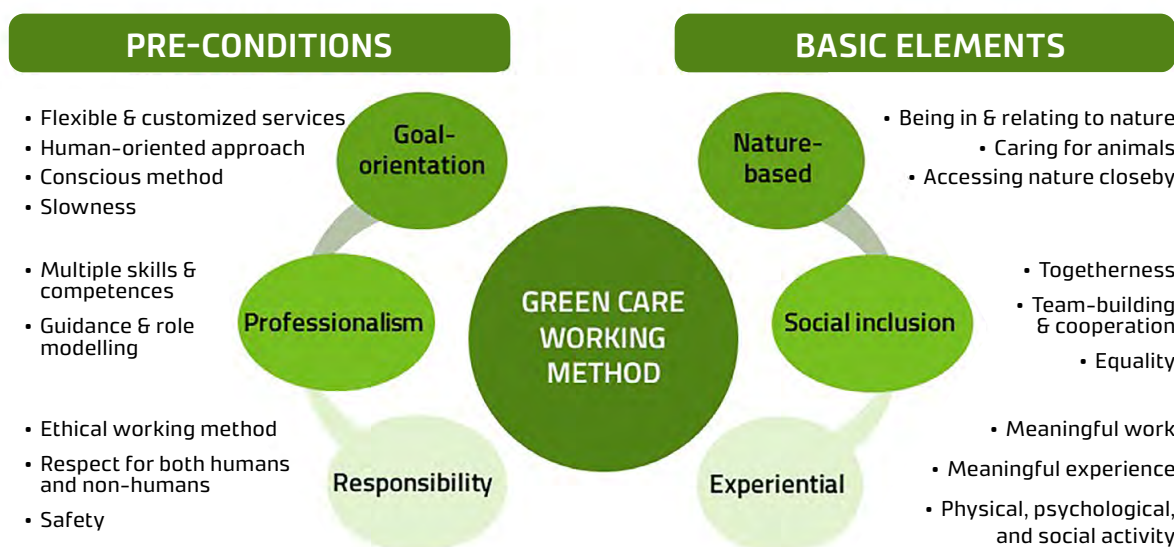 PRE-CONDITIONS
• Flexible & customized services
• Human-oriented approach
• Conscious method
• Slowness
Goal-
orientation
• Multiple skills &
competences
• Guidance & role
modelling
Professionalism
• Ethical working method
• Respect for both humans
and non-humans
• Safety
Responsibility
GREEN CARE
WORKING
METHOD
BASIC ELEMENTS
Nature-
based
• Being in & relating to nature
• Caring for animals
• Accessing nature closeby
Social inclusion
• Togetherness
• Team-building
& cooperation
• Equality
Experiential
• Meaningful work
• Meaningful experience
• Physical, psychological,
and social activity